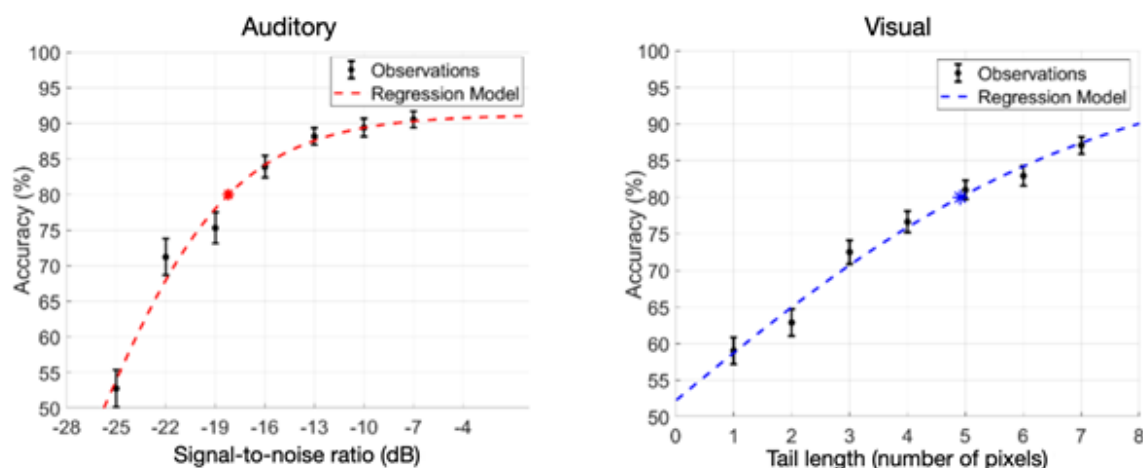 Auditory
100
95
90
85
80
75
70
65
60
55
50
Accuracy (%)
Observations
Regression Model
-28 -25 -22 -19 -16 -13 -10 -7 -4
Signal-to-noise ratio (dB)
Visual
100
95
90
85
80
75
70
65
60
55
50
Accuracy (%)
Observations
Regression Model
0 1 2 3 4 5 6 7 8
Tail length (number of pixels)